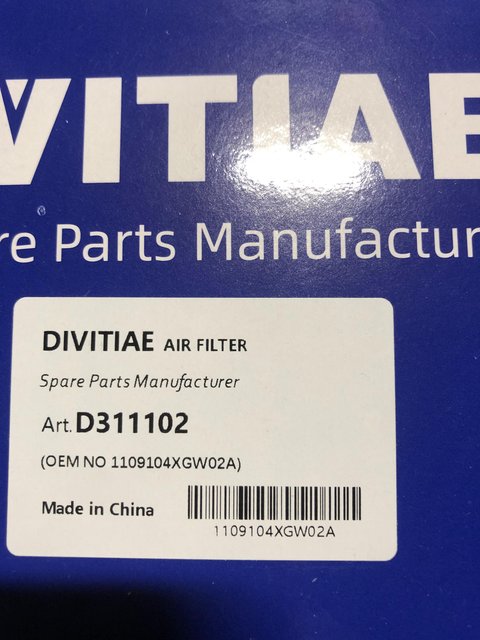 VITIAE
re Parts Manufactur
DIVITIAE AIR FILTER
Spare Parts Manufacturer
Art. D311102
(OEM NO 1109104XGW02A)
Made in China
1109104XGW02A